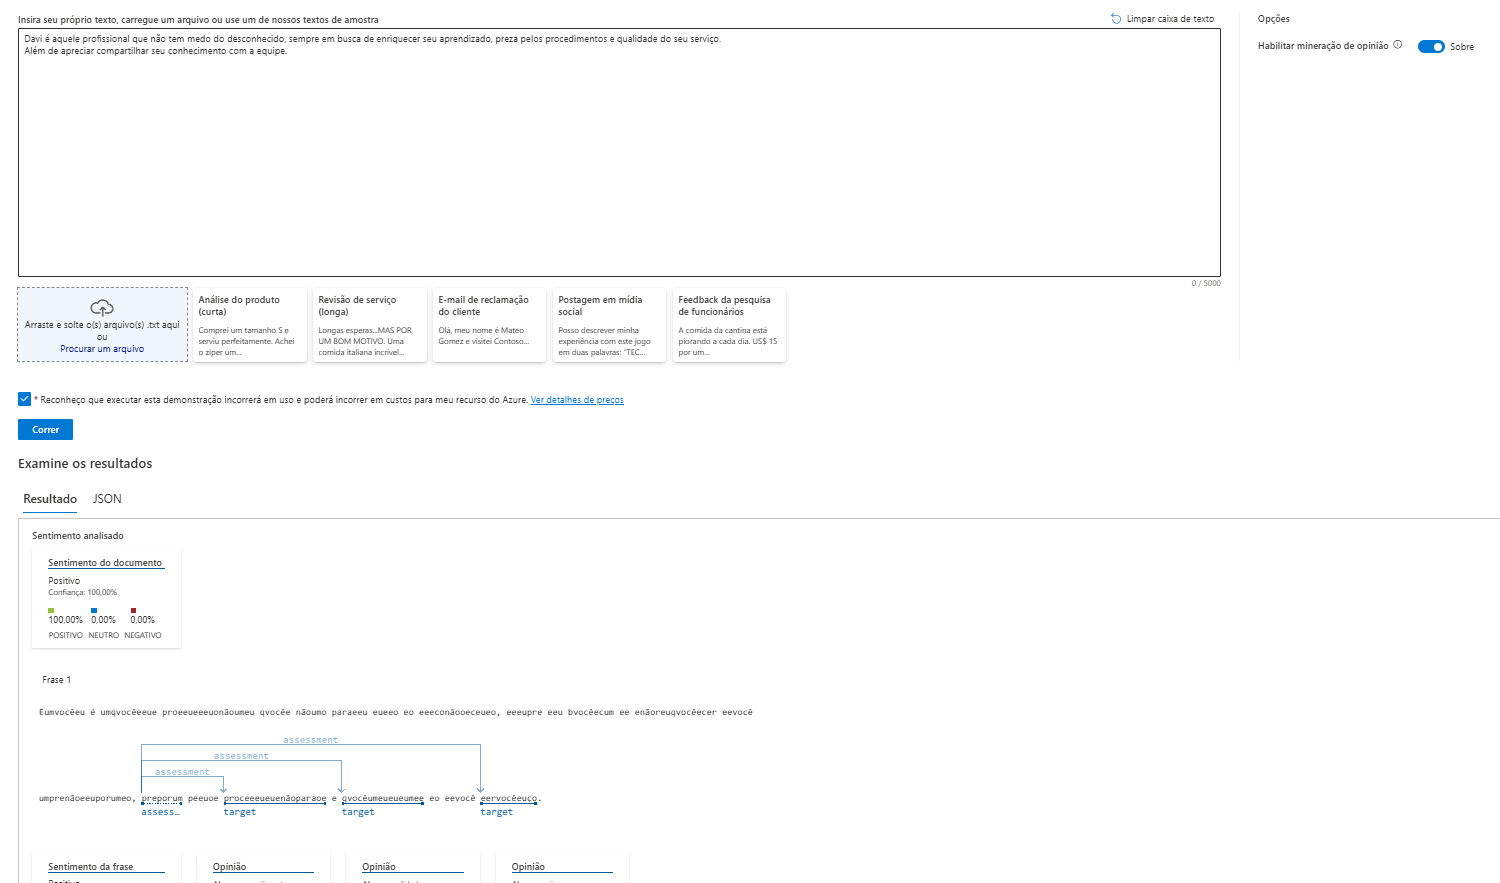 Insira seu próprio texto, carregue um arquivo ou use um de nossos textos de amostra
Limpar caixa de texto
Opções
Davi é aquele profissional que não tem medo do desconhecido, sempre em busca de enriquecer seu aprendizado, preza pelos procedimentos e qualidade do seu serviço.
Além de apreciar compartilhar seu conhecimento com a equipe.
Habilitar mineração de opinião
Sobre
0 / 5000
Arraste e solte o(s) arquivo(s) .txt aqui
ou
Procurar um arquivo
Análise do produto
(curta)
Comprei um tamanho S e
serviu perfeitamente. Achei
o zíper um...
Revisão de serviço
(longa)
Longas esperas...MAS POR
UM BOM MOTIVO. Uma
comida italiana incrível...
E-mail de reclamação
do cliente
Olá, meu nome é Mateo
Gomez e visitei Contoso...
Postagem em mídia
social
Posso descrever minha
experiência com este jogo
em duas palavras: "TEC...
Feedback da pesquisa
de funcionários
A comida da cantina está
piorando a cada dia. US$ 15
por um...
* Reconheço que executar esta demonstração incorrerá em uso e poderá incorrer em custos para meu recurso do Azure. Ver detalhes de preços
Correr
Examine os resultados
Resultado
JSON
Sentimento analisado
Sentimento do documento
Positivo
Confiança: 100,00%
100,00% 0,00% 0,00%
POSITIVO NEUTRO NEGATIVO
Frase 1
Eumvocêeu é umqvocêeeue proeeueeeuonãoumeu qvocêe nãoumo paraeeu eueeo eo eeeconãooeceueo, eeeupre eeu bvocêecum ee enãoreuqvocêecer eevocê
assessment
assessment
assessment
umprenãoeeuporumeo, preporum peeuoe proceeeueuenãoparaoe e qvocêumeueueumee eo eevocê eervocêeuço.
assess…
target
target
target
Sentimento da frase
Positivo
Opinião
Opinião
Opinião